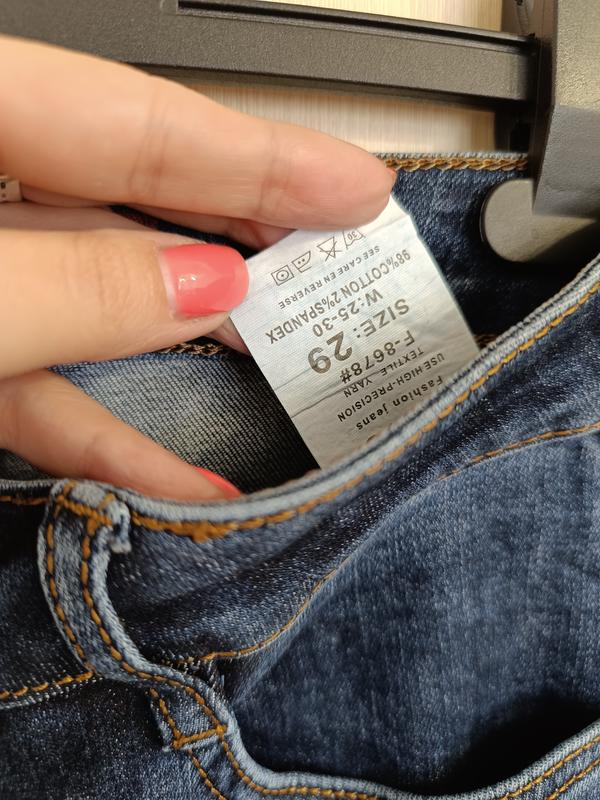 Fashion jeans
USE HIGH-PRECISION
TEXTILE YARN
F-8678#
SIZE: 29
W:25-30
98%COTTON 2%SPANDEX
SEE CARE EN REVERSE